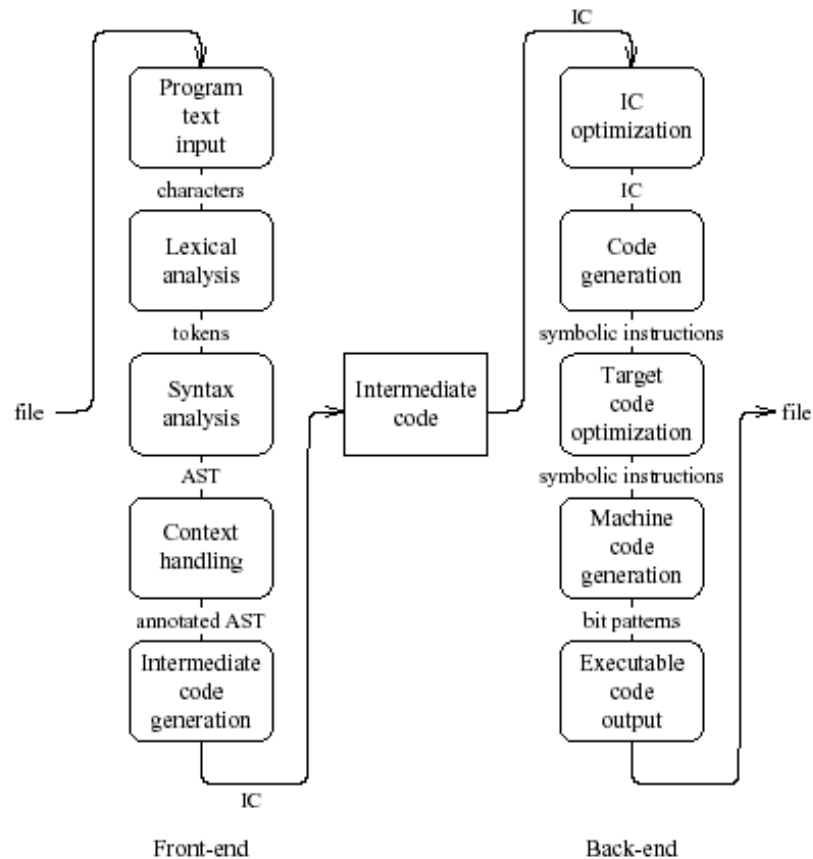 file
Program
text
input
characters
Lexical
analysis
tokens
Syntax
analysis
AST
Context
handling
annotated AST
Intermediate
code
generation
IC
Intermediate
code
IC
IC
optimization
IC
Code
generation
symbolic instructions
Target
code
optimization
symbolic instructions
Machine
code
generation
bit patterns
Executable
code
output
file
Front-end
Back-end